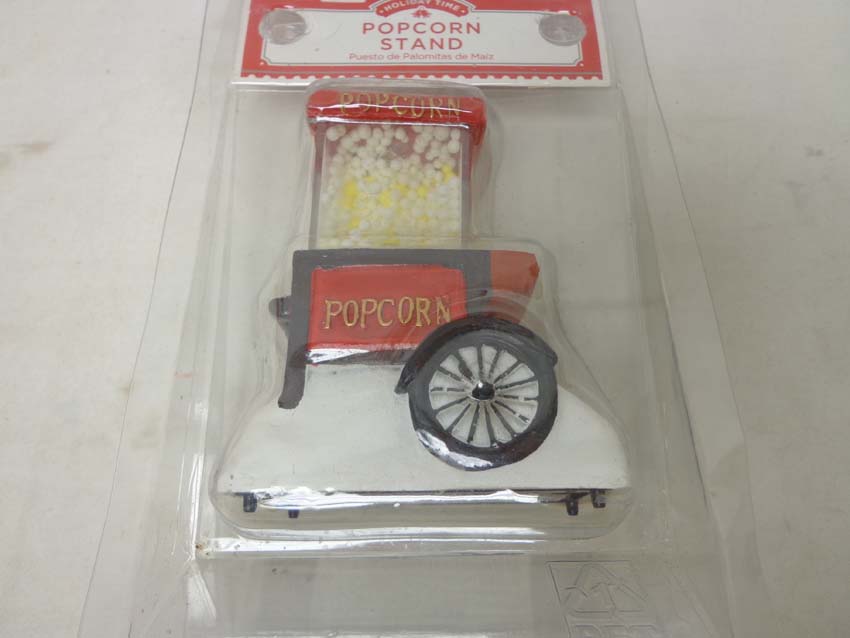 HOLIDAY TIME
POPCORN
STAND
Puesto de Palomitas de Maíz
POPCORN
POPCORN